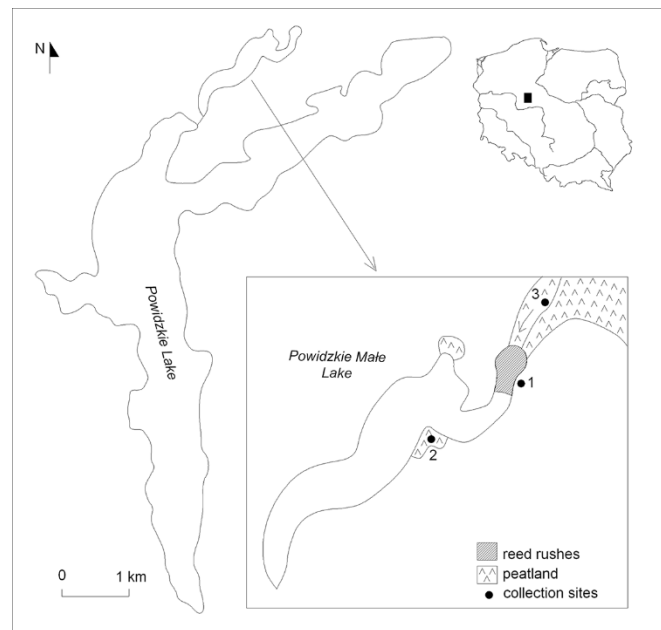 N
Powidzkie Lake
0 1 km
Powidzkie Małe
Lake
3
1
2
reed rushes
peatland
collection sites